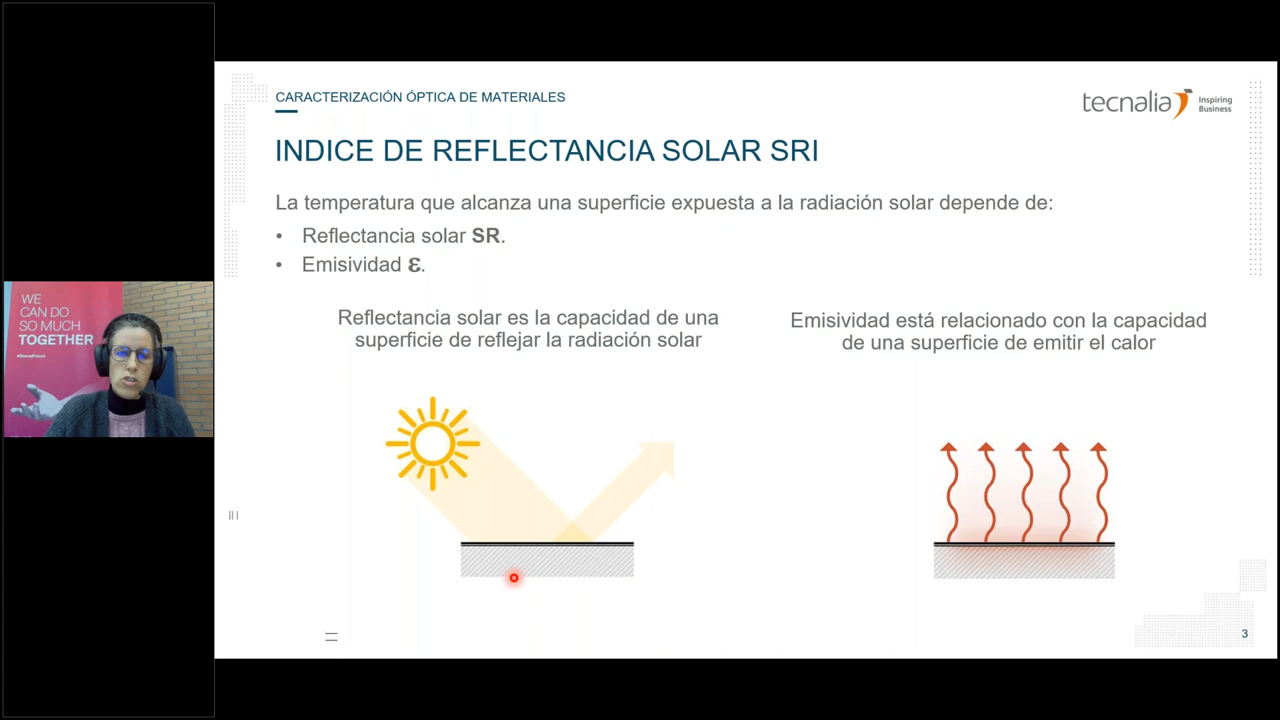 CARACTERIZACIÓN ÓPTICA DE MATERIALES
tecnalia
Inspiring
Business
INDICE DE REFLECTANCIA SOLAR SRI
La temperatura que alcanza una superficie expuesta a la radiación solar depende de:
• Reflectancia solar SR.
• Emisividad ε.
Reflectancia solar es la capacidad de una
superficie de reflejar la radiación solar
Emisividad está relacionado con la capacidad
de una superficie de emitir el calor
WE
CAN DO
SO MUCH
TOGETHER
3